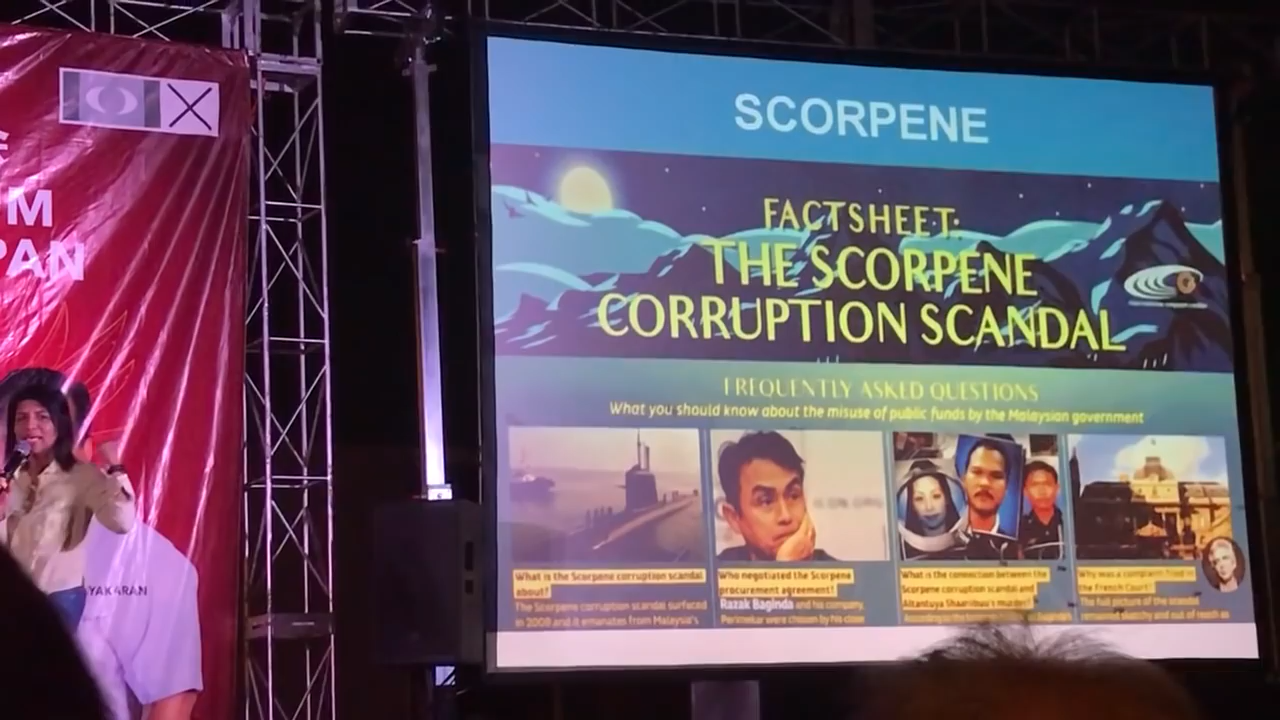 M
PAN
YAKARAN
SCORPENE
FACTSHEET:
THE SCORPENE
CORRUPTION SCANDAL
FREQUENTLY ASKED QUESTIONS
What you should know about the misuse of public funds by the Malaysian government
What is the Scorpene corruption scandal
about?
The Scorpene corruption scandal surfaced
in 2008 and it emanates from Malaysia's
Who negotiated the Scorpene
procurement agreement?
Razak Baginda and his company,
Perimekar were chosen by his close
What is the connection between the
Scorpene corruption scandal and
Altantuya Shaariibuu's murder?
Why was a complaint filed in
the French Court?
The full picture of the scandal
remained sketchy and out of reach as